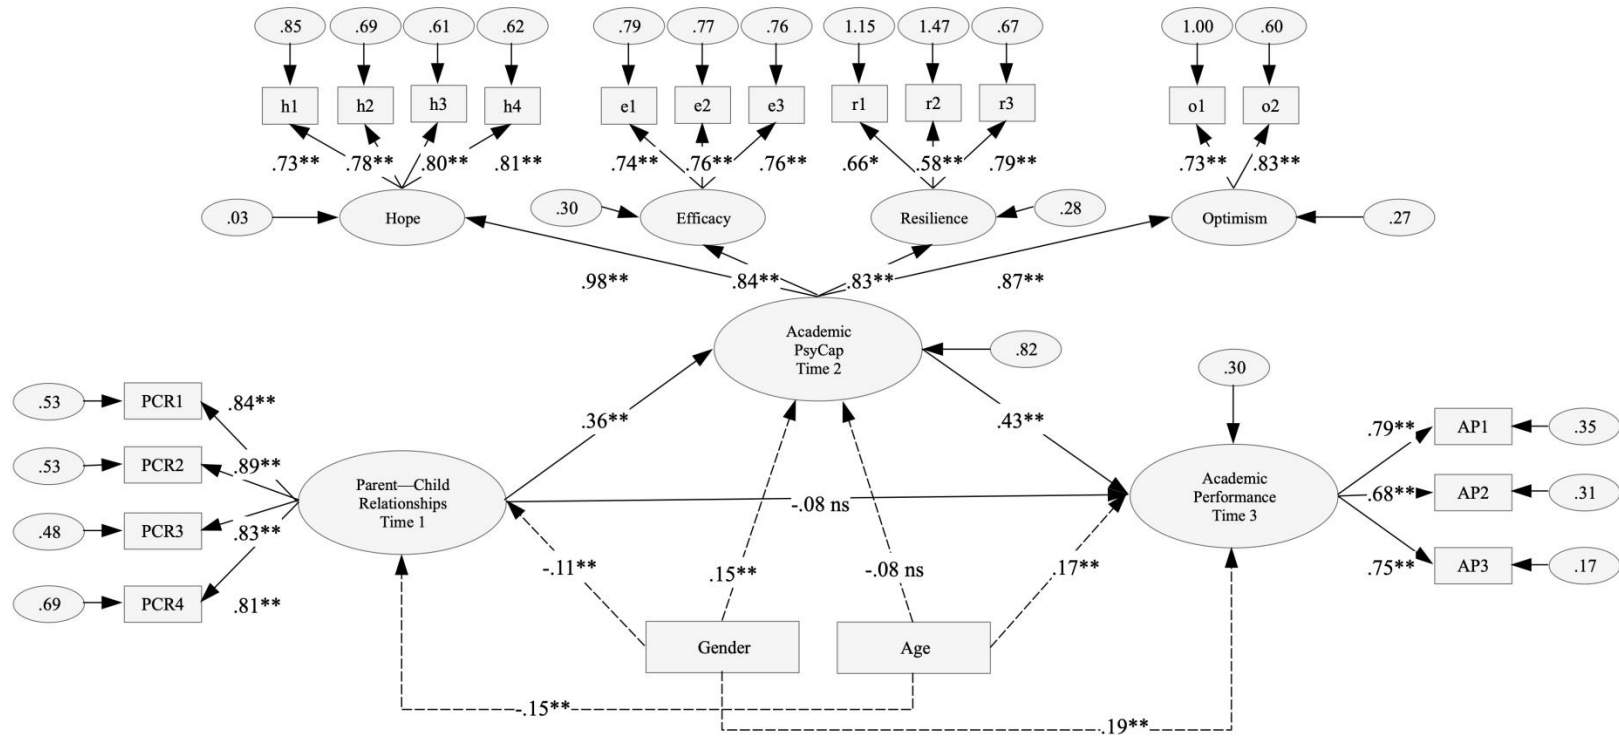 .85 .69 .61 .62 .79 .77 .76 1.15 1.47 .67 1.00 .60
h1 h2 h3 h4 e1 e2 e3 r1 r2 r3 o1 o2
.73** .78** .80** .81** .74** .76** .76** .66* .58** .79** .73** .83**
.03 Hope .30 Efficacy Resilience .28 Optimism .27
.98** .84** .83** .87**
Academic
PsyCap
Time 2
.82
.30
.53 PCR1 .84**
.36** .43**
.79** AP1 .35
.53 PCR2 .89**
Parent—Child
Relationships
Time 1
-.08 ns
Academic
Performance
Time 3
.68** AP2 .31
.48 PCR3 .83**
-.11** .15** -.08 ns .17**
.75** AP3 .17
.69 PCR4 .81**
Gender Age
-.15**
.19**